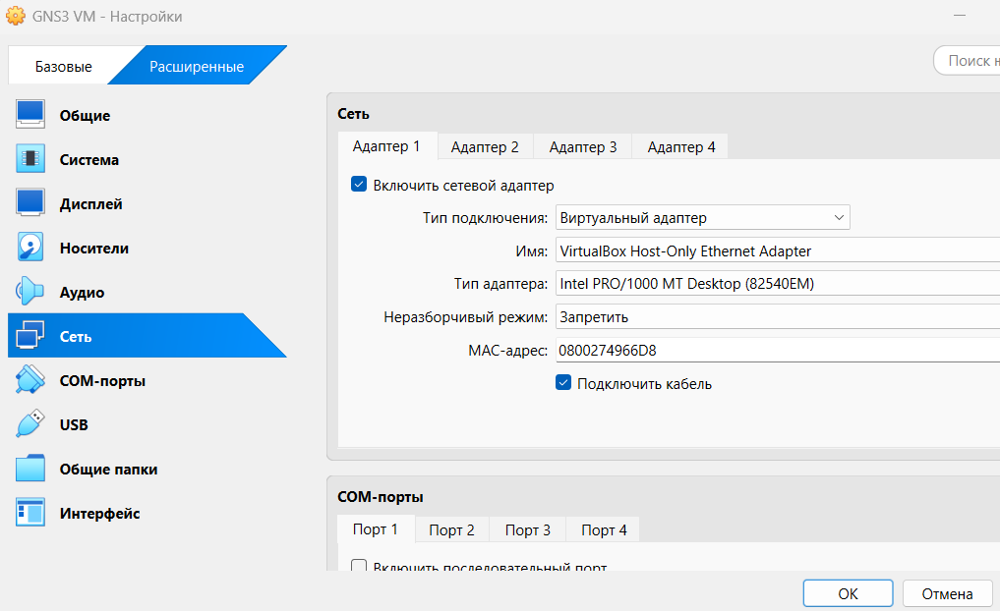 GNS3 VM - Настройки
Базовые
Расширенные
Поиск
Общие
Система
Дисплей
Носители
Аудио
Сеть
COM-порты
USB
Общие папки
Интерфейс
Сеть
Адаптер 1
Адаптер 2
Адаптер 3
Адаптер 4
Включить сетевой адаптер
Тип подключения: Виртуальный адаптер
Имя: VirtualBox Host-Only Ethernet Adapter
Тип адаптера: Intel PRO/1000 MT Desktop (82540EM)
Неразборчивый режим: Запретить
MAC-адрес: 0800274966D8
Подключить кабель
COM-порты
Порт 1
Порт 2
Порт 3
Порт 4
Включить последовательный порт
OK
Отмена